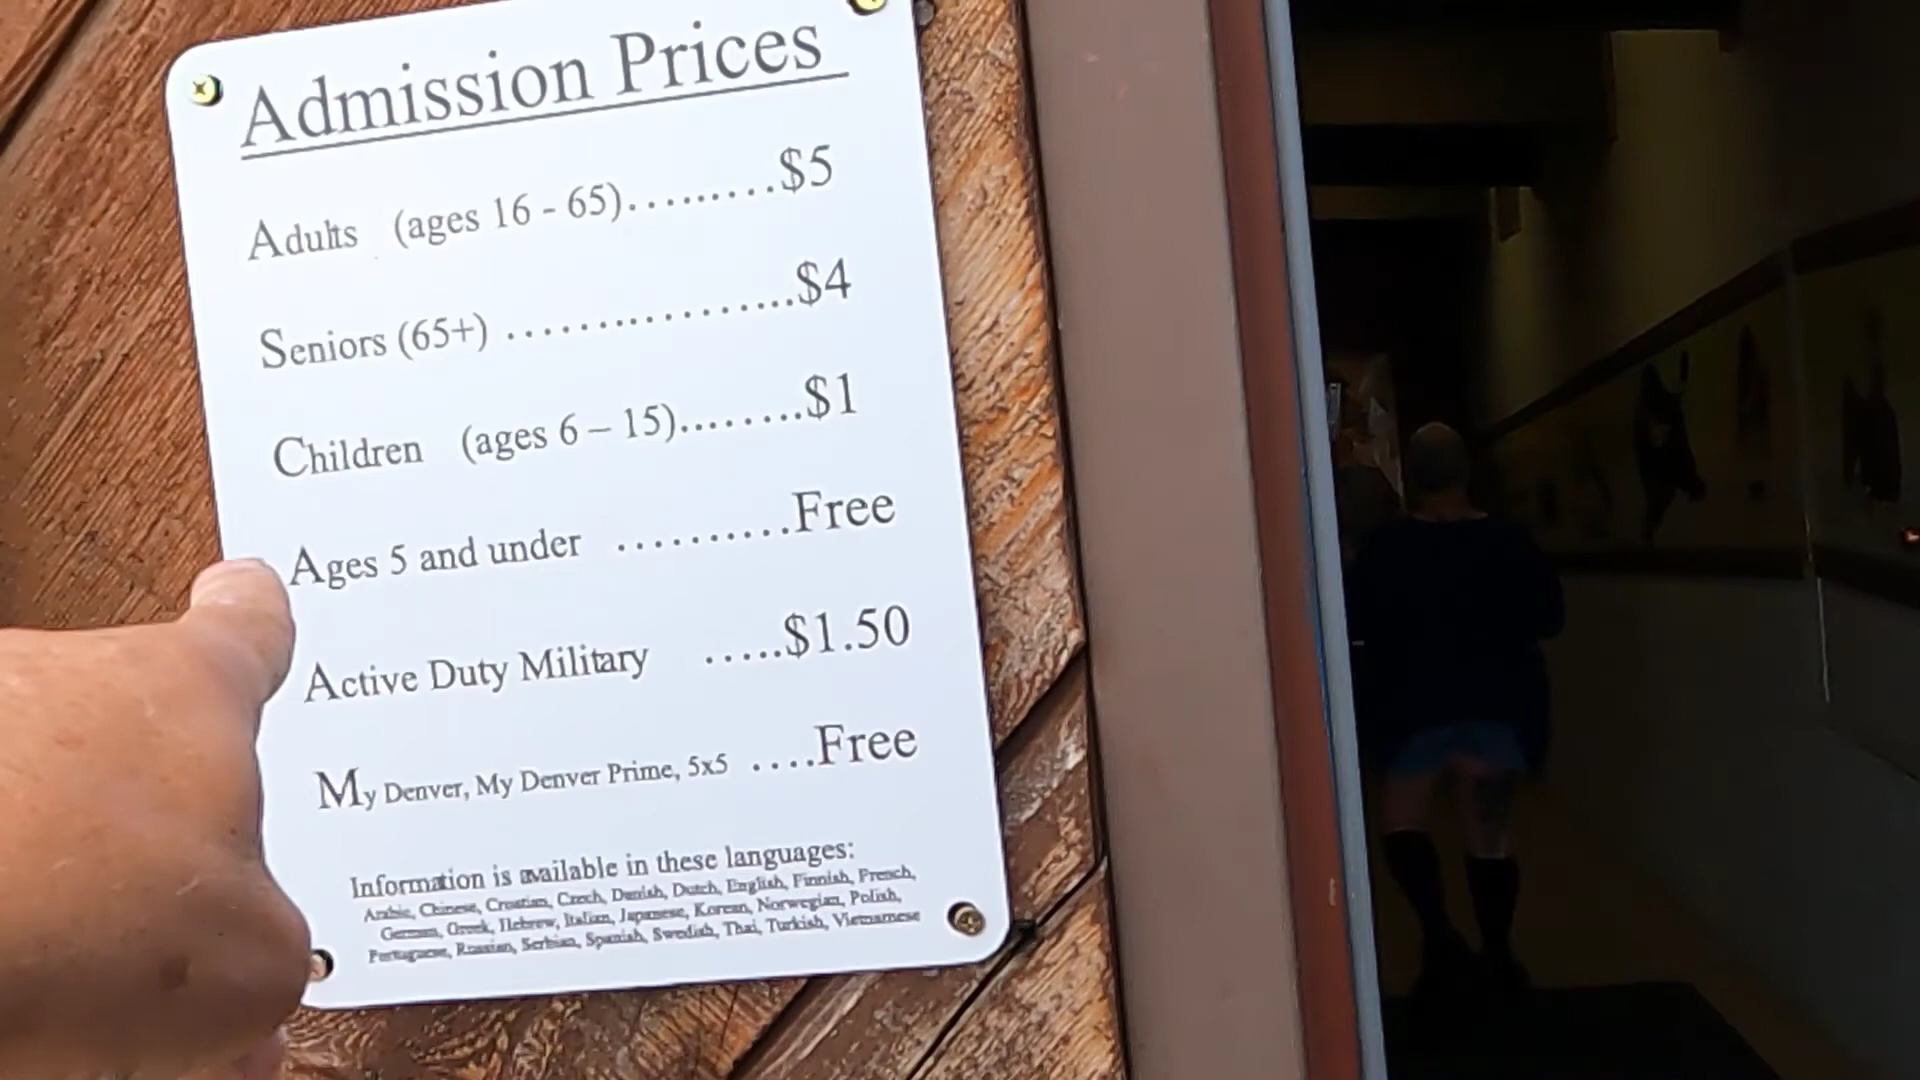 Admission Prices
Adults (ages 16 - 65).........$5
Seniors (65+) .................$4
Children (ages 6 – 15)........$1
Ages 5 and under ..........Free
Active Duty Military .....$1.50
My Denver, My Denver Prime, 5x5 ....Free
Information is available in these languages:
Arabic, Chinese, Croatian, Czech, Danish, Dutch, English, Finnish, French,
German, Greek, Hebrew, Italian, Japanese, Korean, Norwegian, Polish,
Portuguese, Russian, Serbian, Spanish, Swedish, Thai, Turkish, Vietnamese